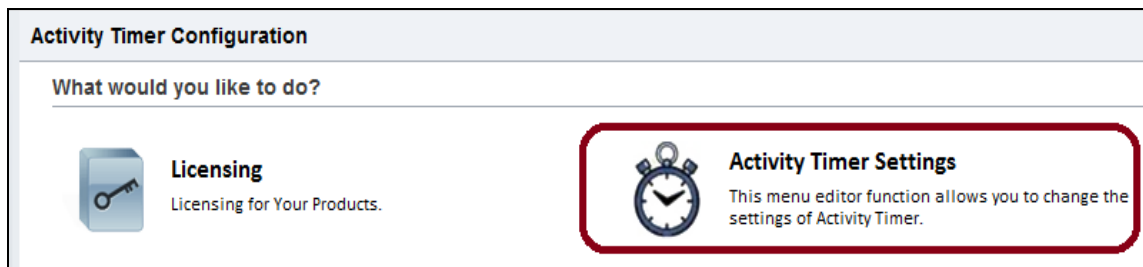 Activity Timer Configuration
What would you like to do?
Licensing
Licensing for Your Products.
Activity Timer Settings
This menu editor function allows you to change the
settings of Activity Timer.